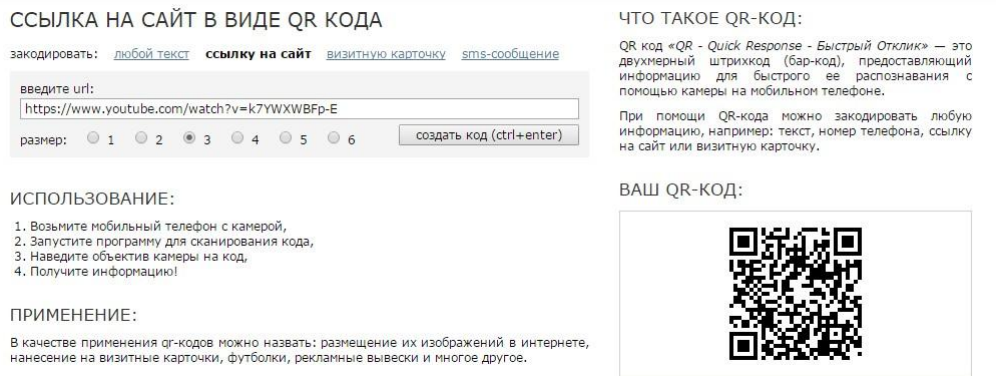 ССЫЛКА НА САЙТ В ВИДЕ QR КОДА
закодировать: любой текст ссылку на сайт визитную карточку sms-сообщение
введите url:
https://www.youtube.com/watch?v=k7YWXWBFp-E
размер: 1 2 3 4 5 6 создать код (ctrl+enter)
ИСПОЛЬЗОВАНИЕ:
1. Возьмите мобильный телефон с камерой,
2. Запустите программу для сканирования кода,
3. Наведите объектив камеры на код,
4. Получите информацию!
ПРИМЕНЕНИЕ:
В качестве применения qr-кодов можно назвать: размещение их изображений в интернете,
нанесение на визитные карточки, футболки, рекламные вывески и многое другое.
ЧТО ТАКОЕ QR-КОД:
QR код «QR - Quick Response - Быстрый Отклик» — это
двухмерный штрихкод (бар-код), предоставляющий
информацию для быстрого ее распознавания с
помощью камеры на мобильном телефоне.
При помощи QR-кода можно закодировать любую
информацию, например: текст, номер телефона, ссылку
на сайт или визитную карточку.
ВАШ QR-КОД: